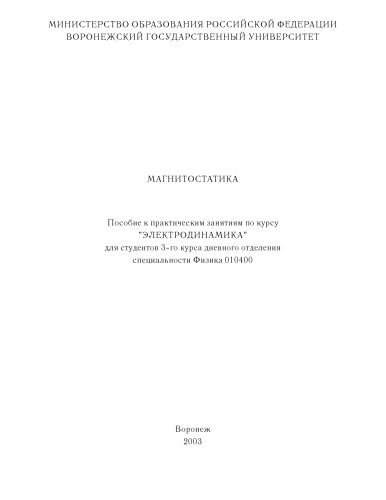 МИНИСТЕРСТВО ОБРАЗОВАНИЯ РОССИЙСКОЙ ФЕДЕРАЦИИ
ВОРОНЕЖСКИЙ ГОСУДАРСТВЕННЫЙ УНИВЕРСИТЕТ
МАГНИТОСТАТИКА
Пособие к практическим занятиям по курсу
"ЭЛЕКТРОДИНАМИКА"
для студентов 3-го курса дневного отделения
специальности Физика 010400
Воронеж
2003